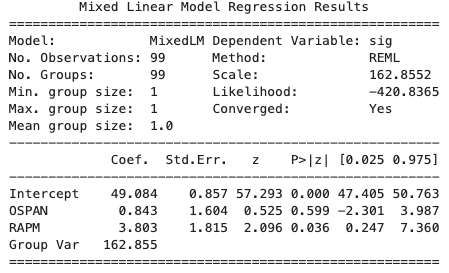 Mixed Linear Model Regression Results
Model: MixedLM Dependent Variable: sig
No. Observations: 99 Method: REML
No. Groups: 99 Scale: 162.8552
Min. group size: 1 Likelihood: −420.8365
Max. group size: 1 Converged: Yes
Mean group size: 1.0
Coef. Std.Err. z P>|z| [0.025 0.975]
Intercept 49.084 0.857 57.293 0.000 47.405 50.763
OSPAN 0.843 1.604 0.525 0.599 −2.301 3.987
RAPM 3.803 1.815 2.096 0.036 0.247 7.360
Group Var 162.855